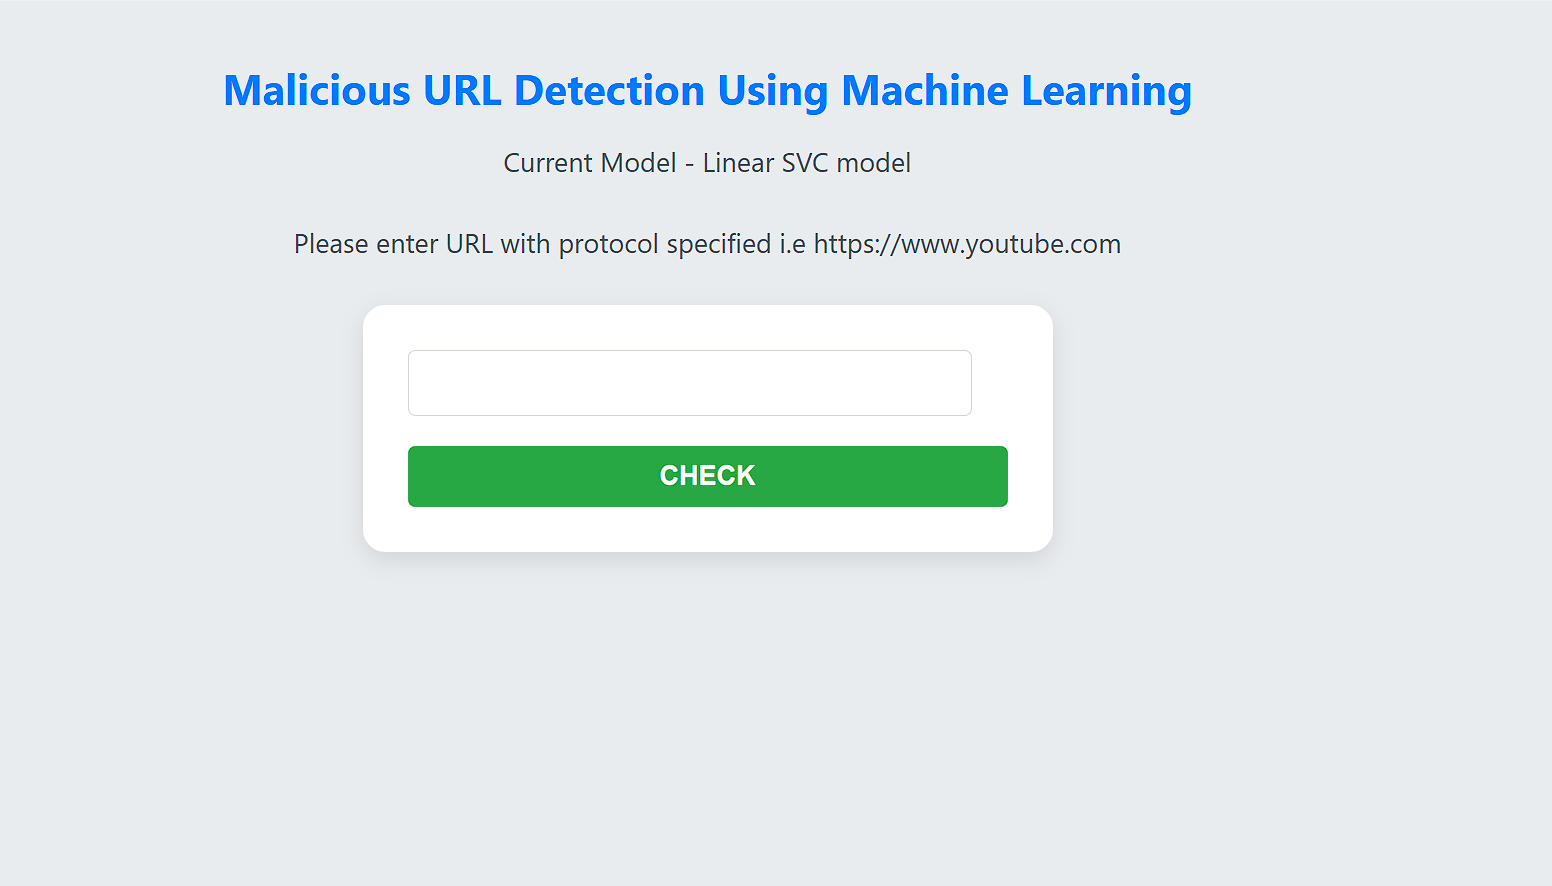 Malicious URL Detection Using Machine Learning
Current Model - Linear SVC model
Please enter URL with protocol specified i.e https://www.youtube.com
CHECK